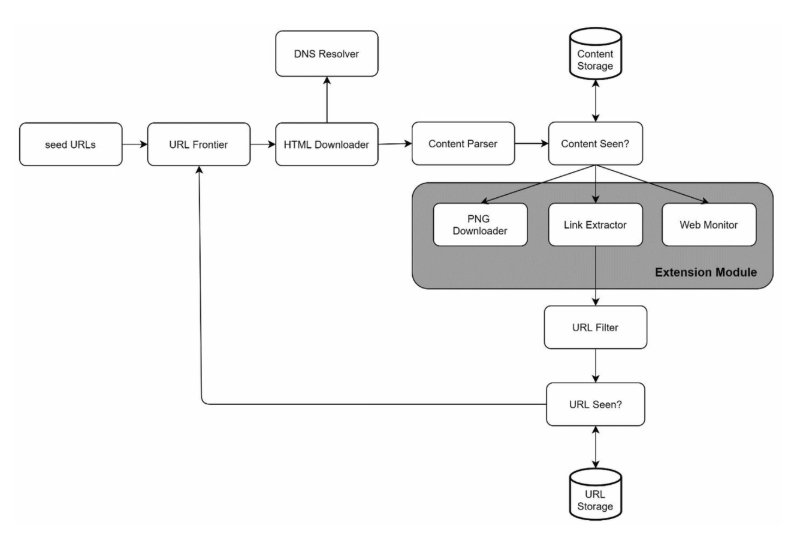 DNS Resolver
Content
Storage
seed URLs
URL Frontier
HTML Downloader
Content Parser
Content Seen?
PNG
Downloader
Link Extractor
Web Monitor
Extension Module
URL Filter
URL Seen?
URL
Storage